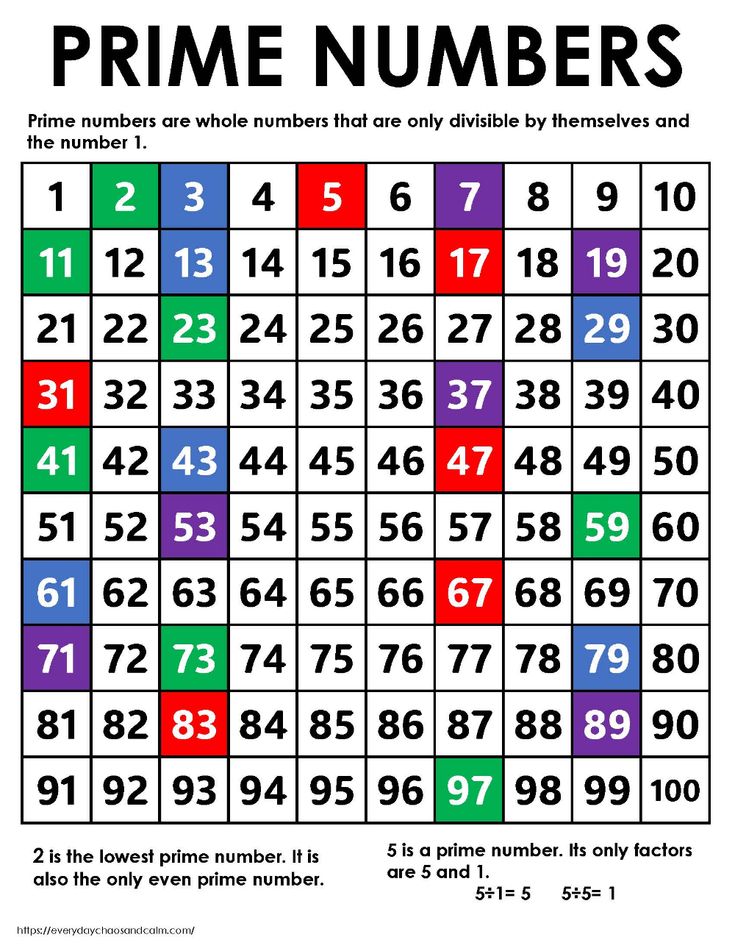 PRIME NUMBERS
Prime numbers are whole numbers that are only divisible by themselves and
the number 1.
1 2 3 4 5 6 7 8 9 10
11 12 13 14 15 16 17 18 19 20
21 22 23 24 25 26 27 28 29 30
31 32 33 34 35 36 37 38 39 40
41 42 43 44 45 46 47 48 49 50
51 52 53 54 55 56 57 58 59 60
61 62 63 64 65 66 67 68 69 70
71 72 73 74 75 76 77 78 79 80
81 82 83 84 85 86 87 88 89 90
91 92 93 94 95 96 97 98 99 100
2 is the lowest prime number. It is
also the only even prime number.
5 is a prime number. Its only factors
are 5 and 1.
5÷1= 5 5÷5= 1
https://everydaychaosandcalm.com/